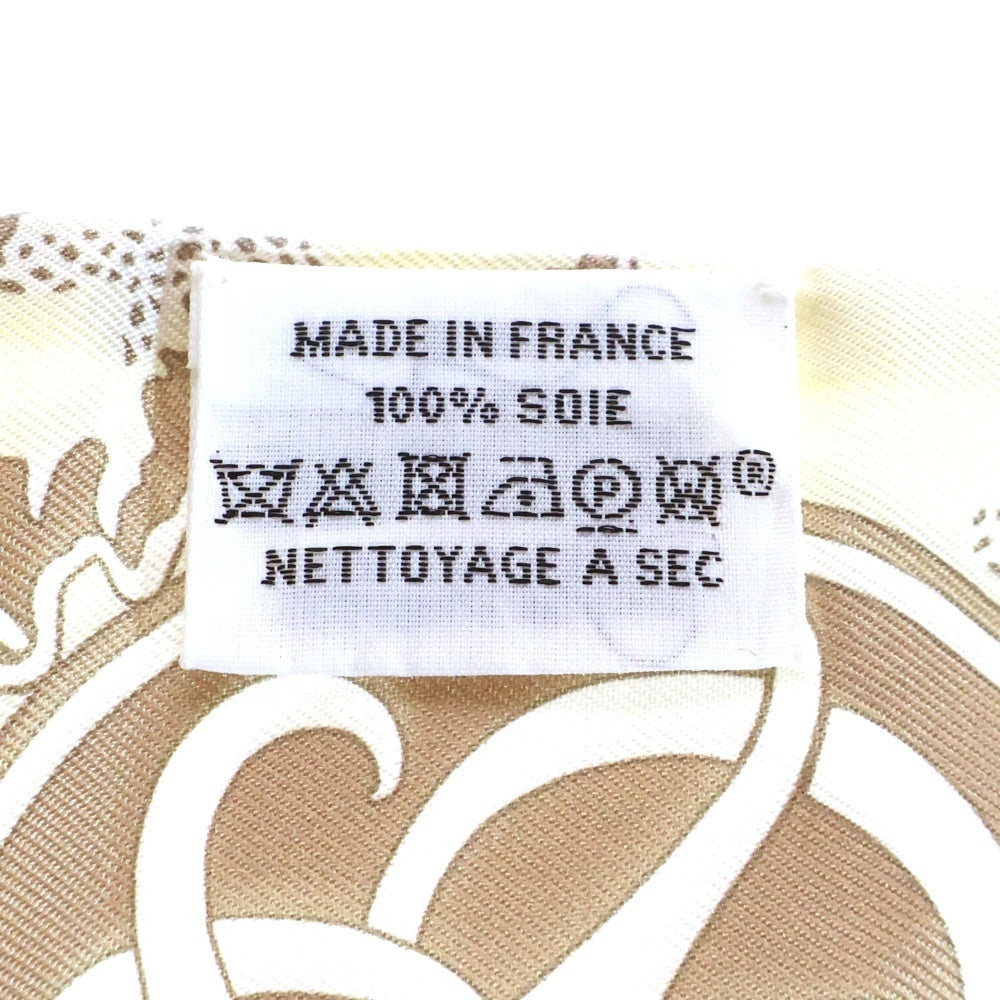 MADE IN FRANCE
100% SOIE
P ®
NETTOYAGE A SEC